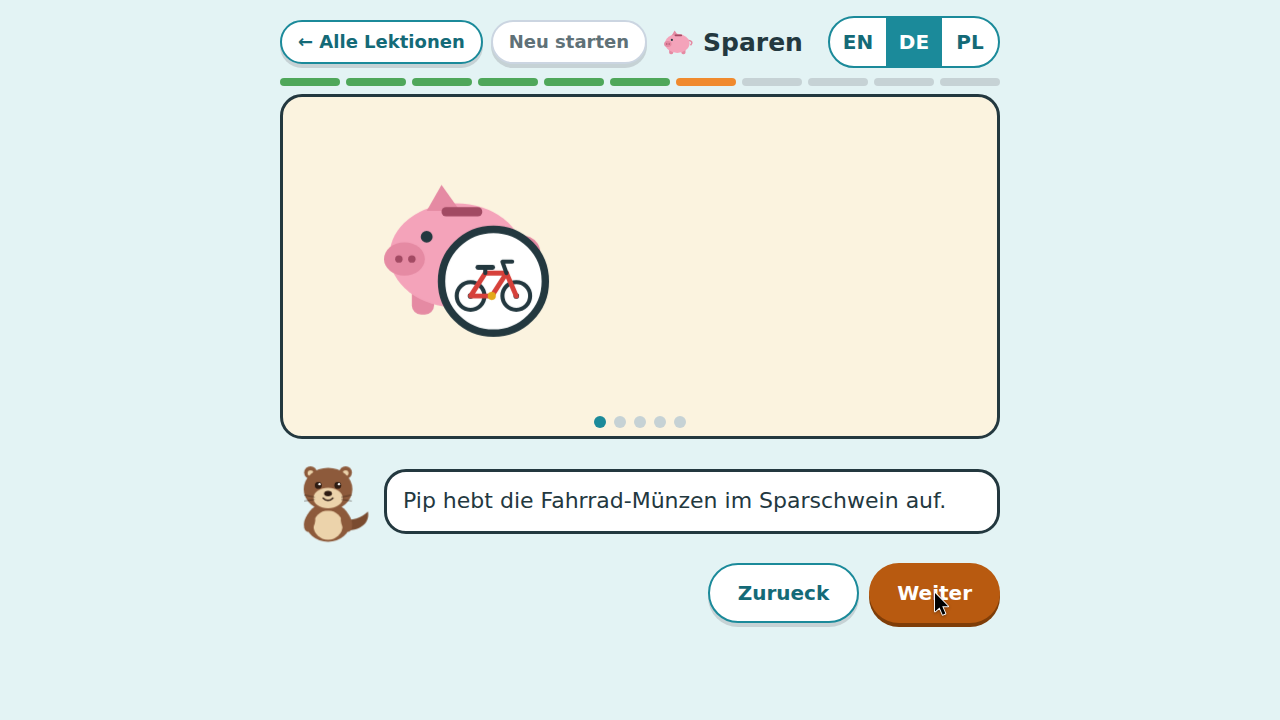 ← Alle Lektionen
Neu starten
Sparen
EN DE PL
Pip hebt die Fahrrad-Münzen im Sparschwein auf.
Zurueck
Weiter